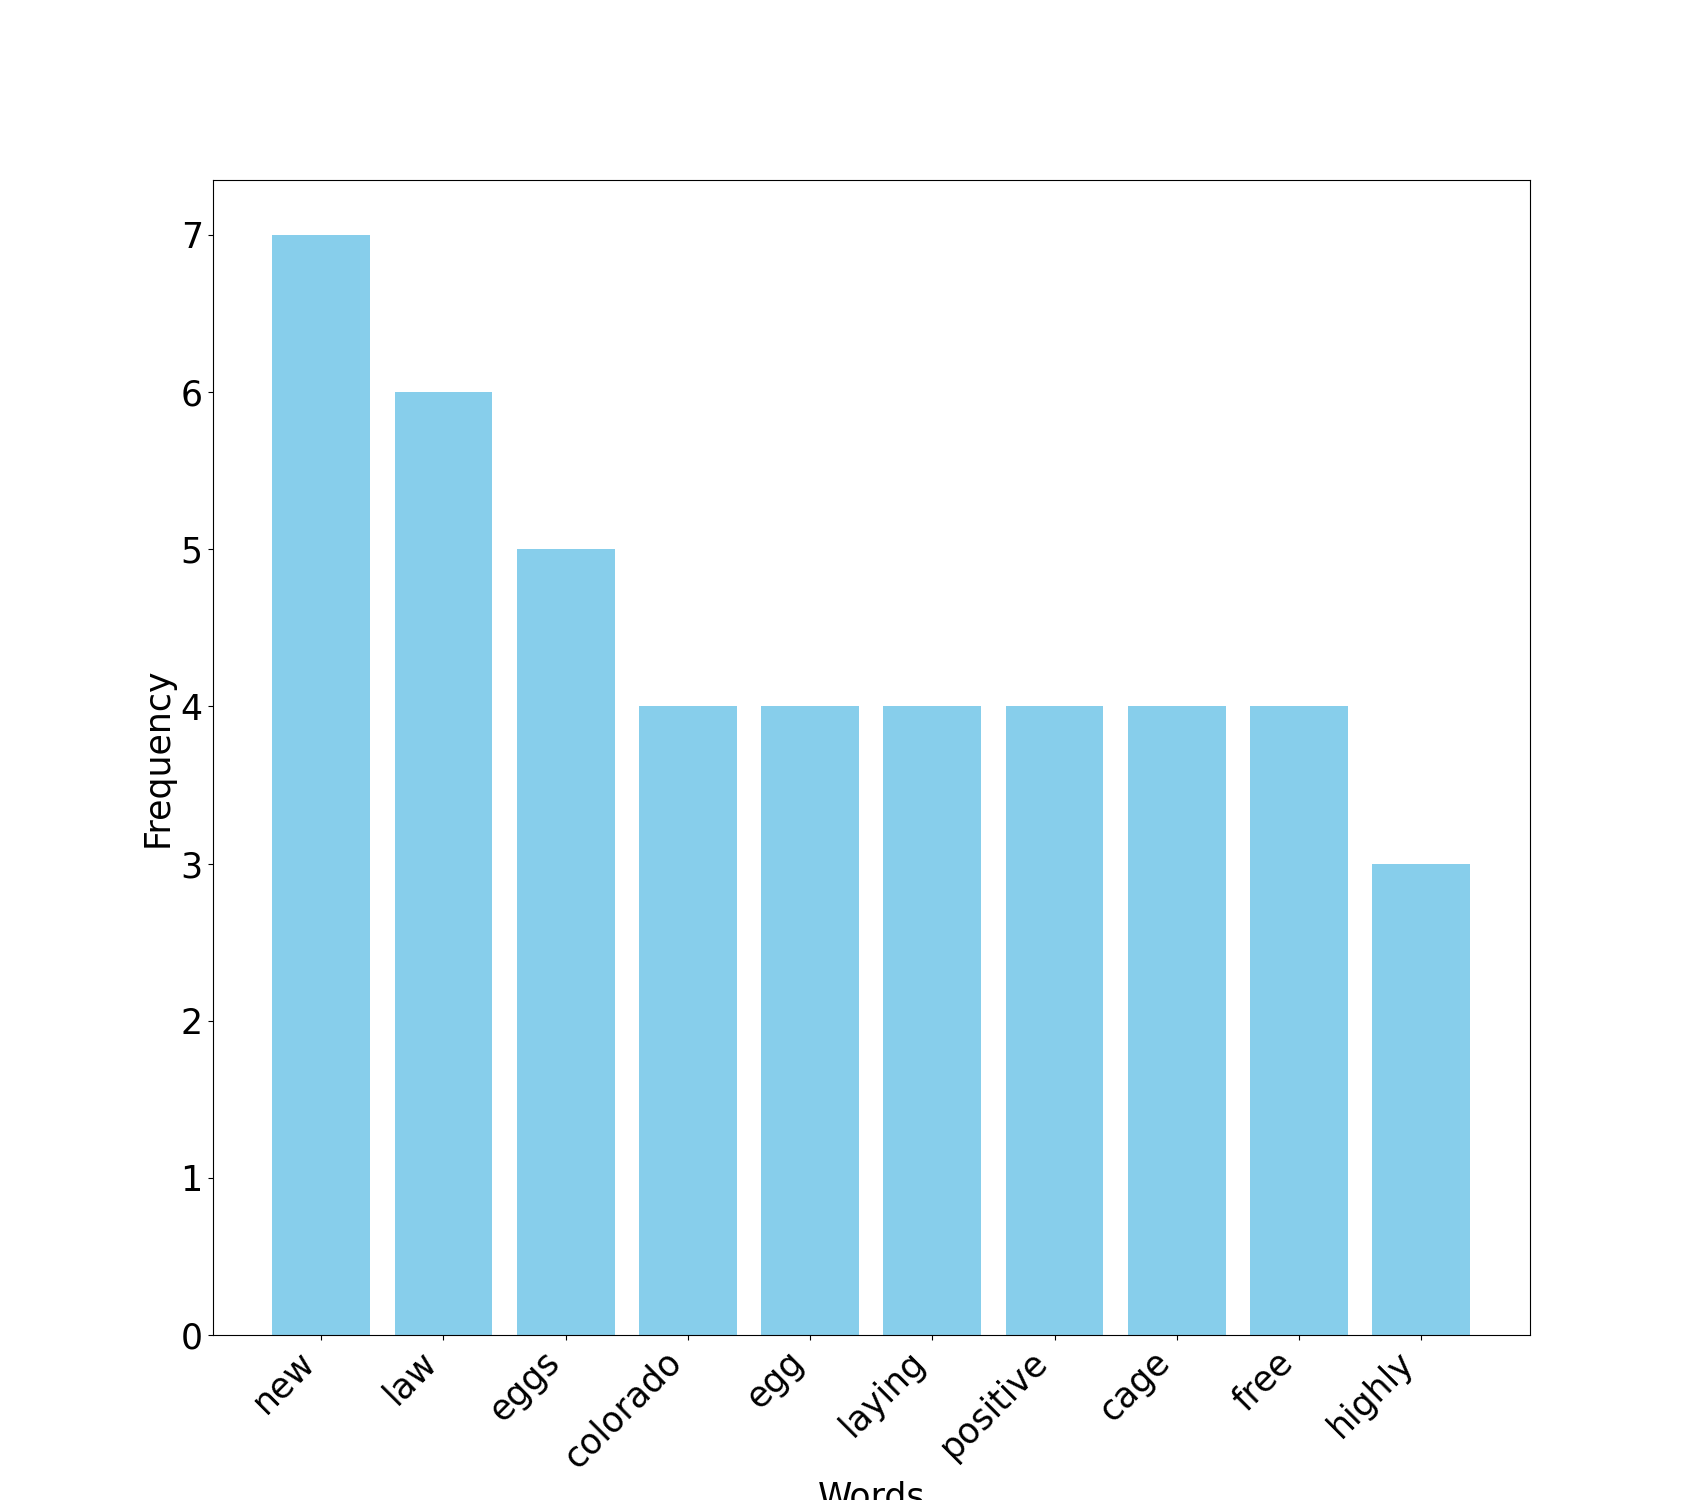 7
6
5
4
3
2
1
0
Frequency
new
law
eggs
colorado
egg
laying
positive
cage
free
highly
Words